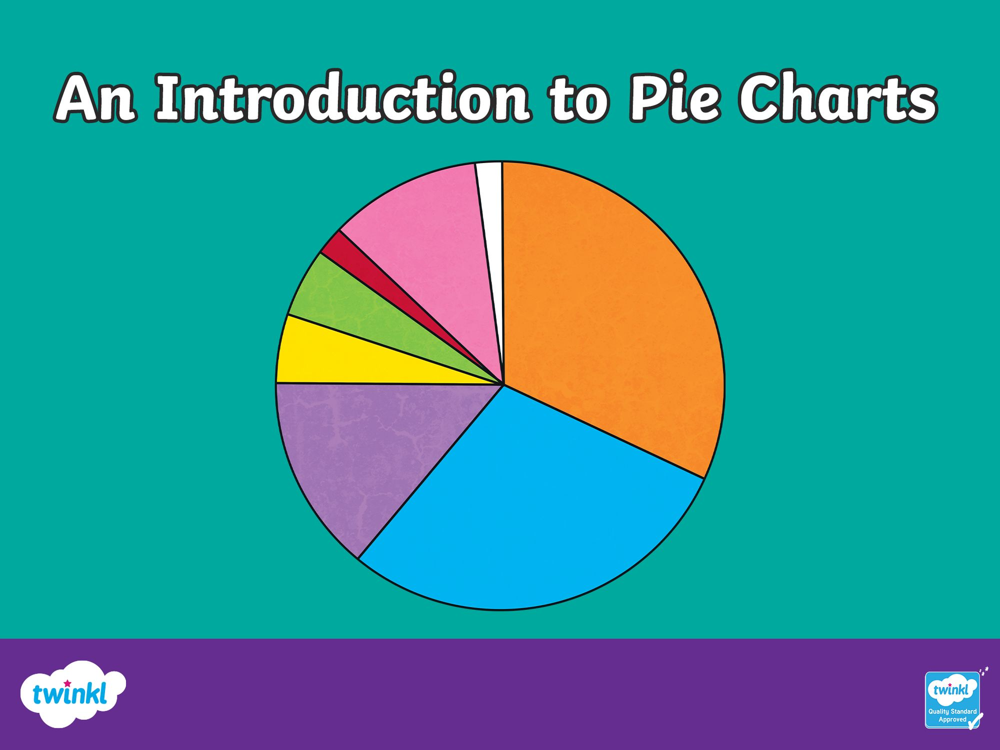 An Introduction to Pie Charts
twinkl
twinkl
Quality Standard
Approved